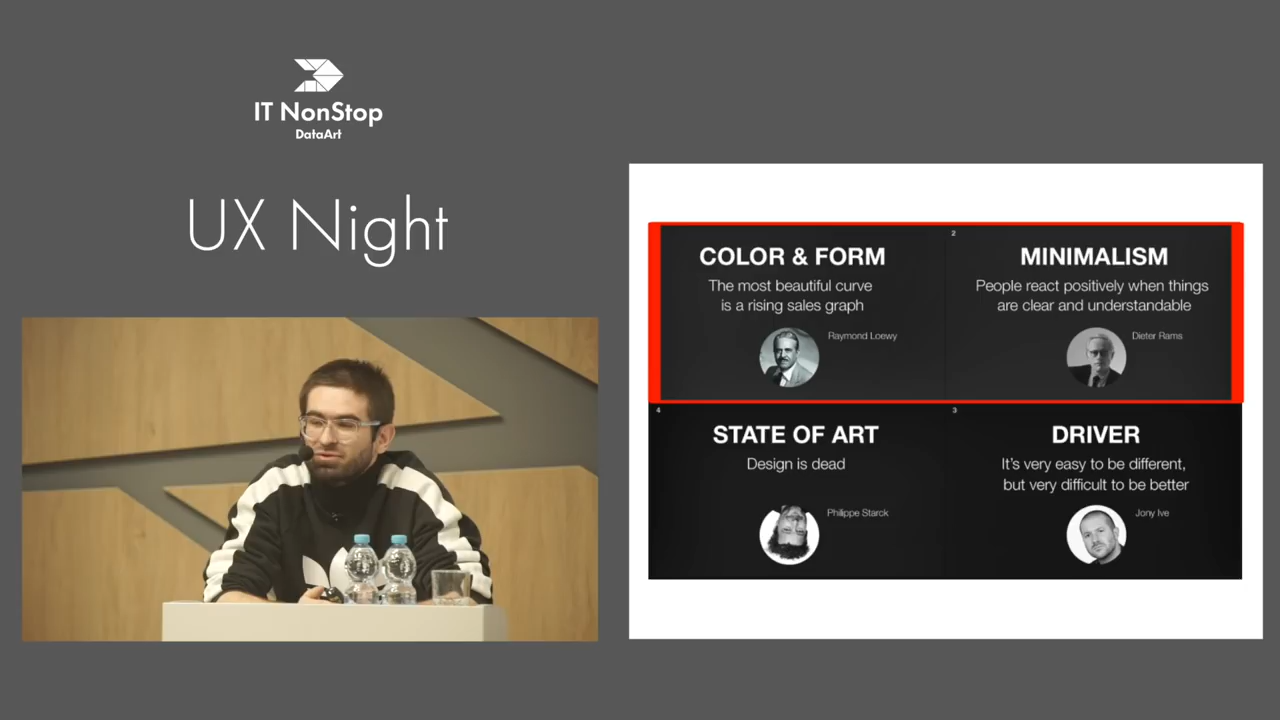 IT NonStop
DataArt
UX Night
2
COLOR & FORM
The most beautiful curve
is a rising sales graph
Raymond Loewy
MINIMALISM
People react positively when things
are clear and understandable
Dieter Rams
4
STATE OF ART
Design is dead
Philippe Starck
3
DRIVER
It’s very easy to be different,
but very difficult to be better
Jony Ive